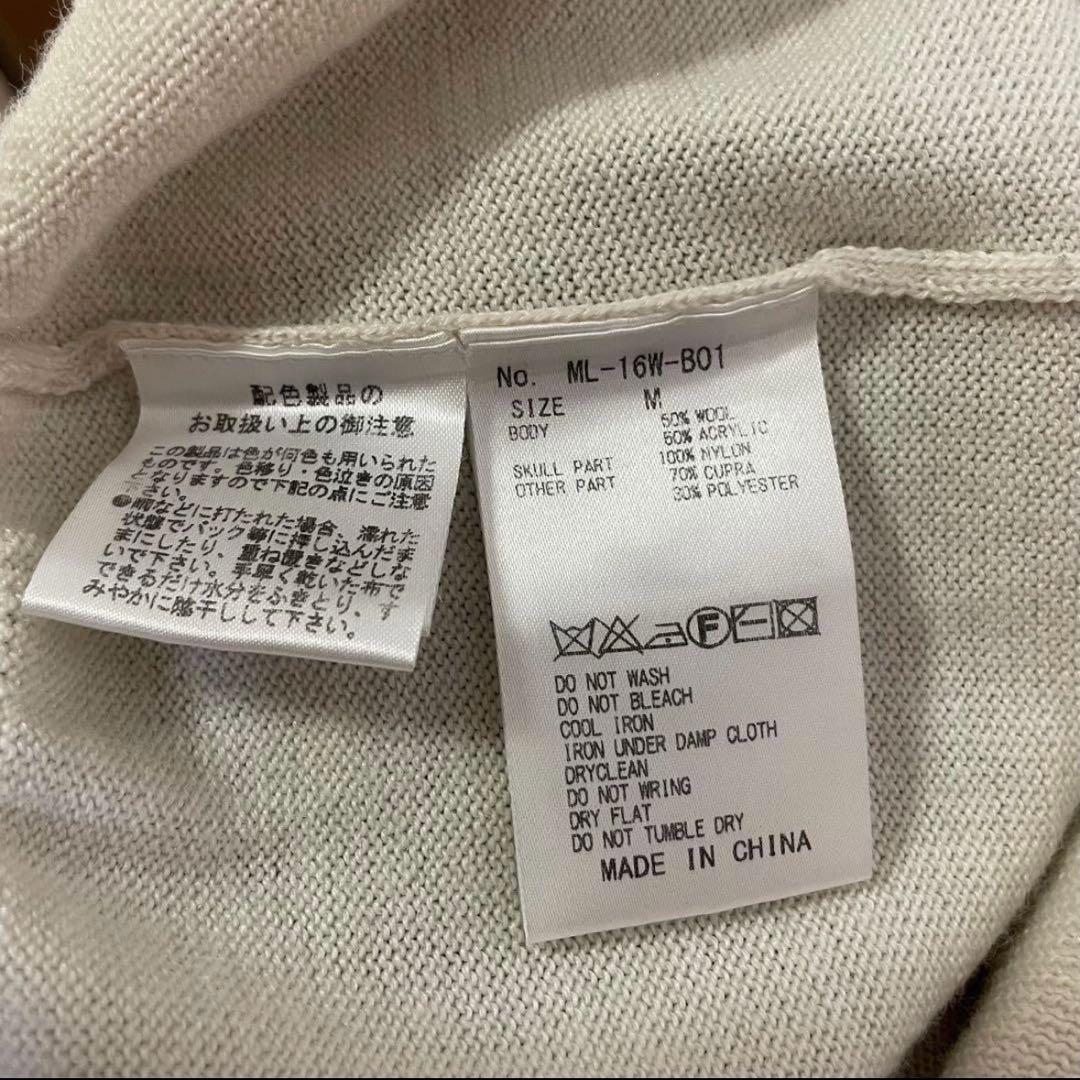 配色製品の
お取扱い上の御注意
この製品は色が何色も用いられた
ものです。色移り・色泣きの原因
となりますので下記の点にご注意
下さい。
●雨などに打たれた場合、濡れた
状態でバック等に押し込んだま
まにしたり、重ね置きなどしな
いで下さい。手早く乾いた布で
できるだけ水分をふきとり、す
みやかに陰干しして下さい。
No. ML-16W-B01
SIZE M
BODY 50% WOOL
50% ACRYLIC
SKULL PART 100% NYLON
OTHER PART 70% CUPRA
30% POLYESTER
F
DO NOT WASH
DO NOT BLEACH
COOL IRON
IRON UNDER DAMP CLOTH
DRYCLEAN
DO NOT WRING
DRY FLAT
DO NOT TUMBLE DRY
MADE IN CHINA